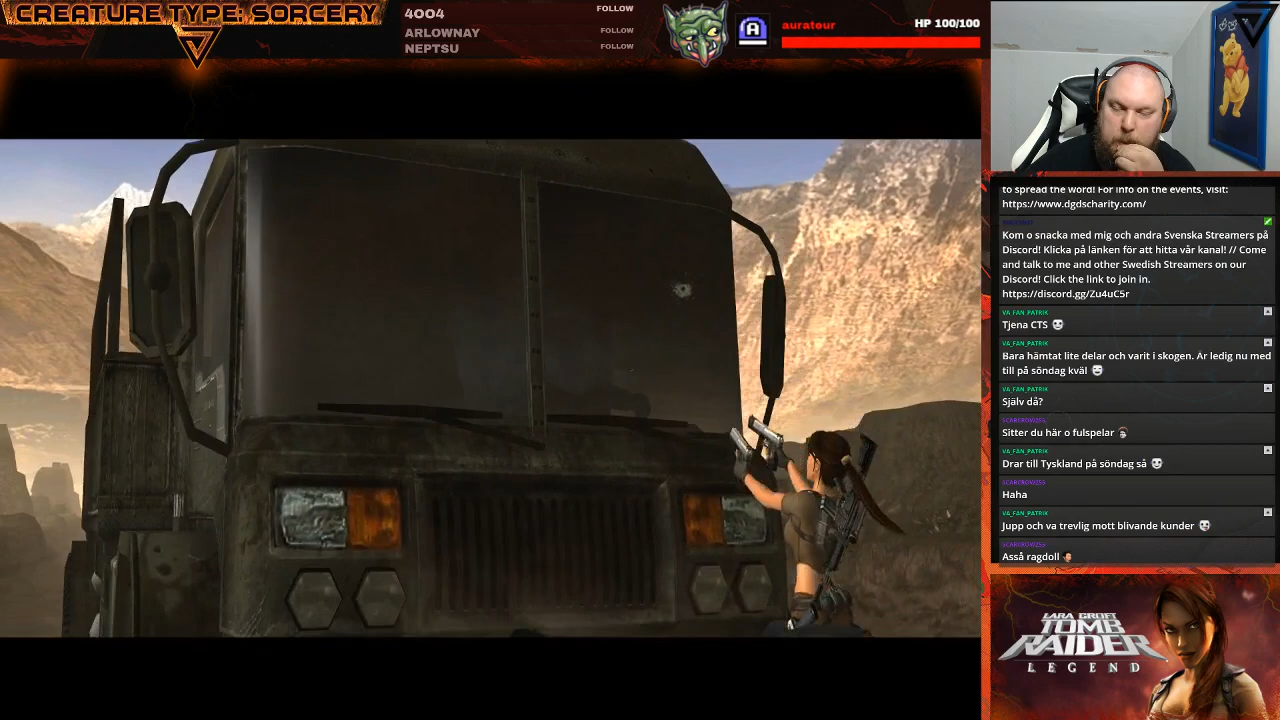 CREATURE TYPE: SORCERY
4004 FOLLOW
ARLOWNAY FOLLOW
NEPTSU FOLLOW
A
aurateur HP 100/100
to spread the word! For info on the events, visit:
https://www.dgdscharity.com/
Kom o snacka med mig och andra Svenska Streamers på
Discord! Klicka på länken för att hitta vår kanal! // Come
and talk to me and other Swedish Streamers on our
Discord! Click the link to join in.
https://discord.gg/Zu4uC5r
VA_FAN_PATRIK
Tjena CTS
VA_FAN_PATRIK
Bara hämtat lite delar och varit i skogen. Är ledig nu med
till på söndag kväl
VA_FAN_PATRIK
Själv då?
SCARCROW255
Sitter du här o fulspelar
VA_FAN_PATRIK
Drar till Tyskland på söndag så
SCARCROW255
Haha
VA_FAN_PATRIK
Jupp och va trevlig mott blivande kunder
SCARCROW255
Asså ragdoll
LARA CROFT
TOMB
RAIDER
LEGEND